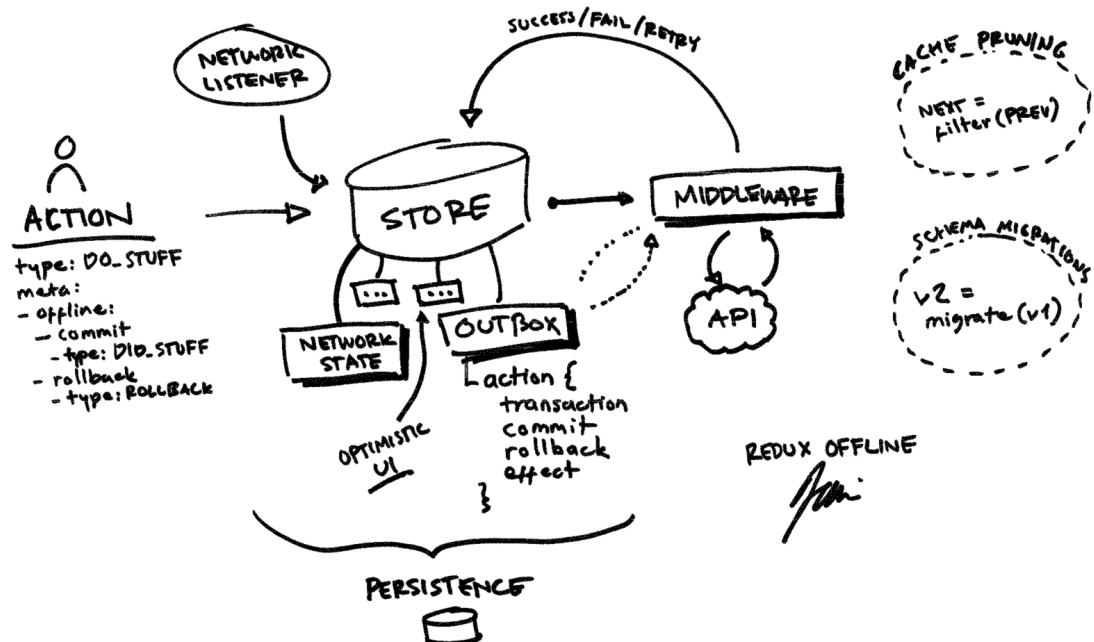 SUCCESS/FAIL/RETRY
NETWORK
LISTENER
CACHE PRUNING
NEXT =
filter(PREV)
ACTION
type: DO_STUFF
meta:
- offline:
- commit
- type: DID_STUFF
- rollback
- type: ROLLBACK
STORE
MIDDLEWARE
API
SCHEMA MIGRATIONS
v2 =
migrate(v1)
...
...
NETWORK
STATE
OUTBOX
action {
transaction
commit
rollback
effect
}
OPTIMISTIC
UI
REDUX OFFLINE
PERSISTENCE